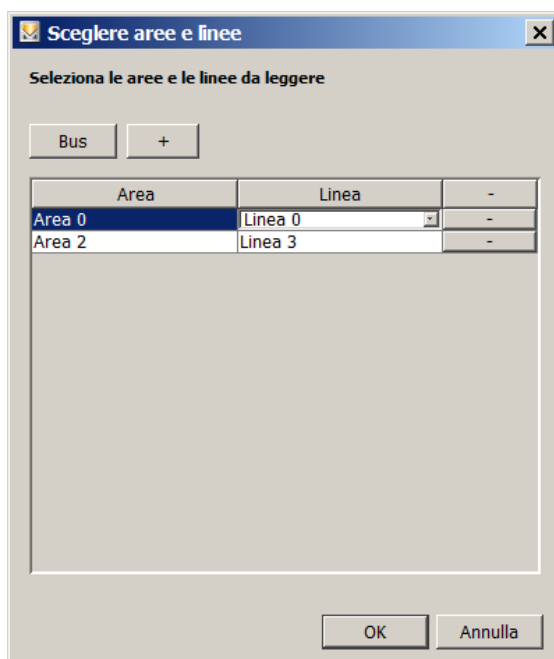 Sceglere aree e linee
Seleziona le aree e le linee da leggere
Bus +
Area Linea -
Area 0 Linea 0 -
Area 2 Linea 3 -
OK Annulla